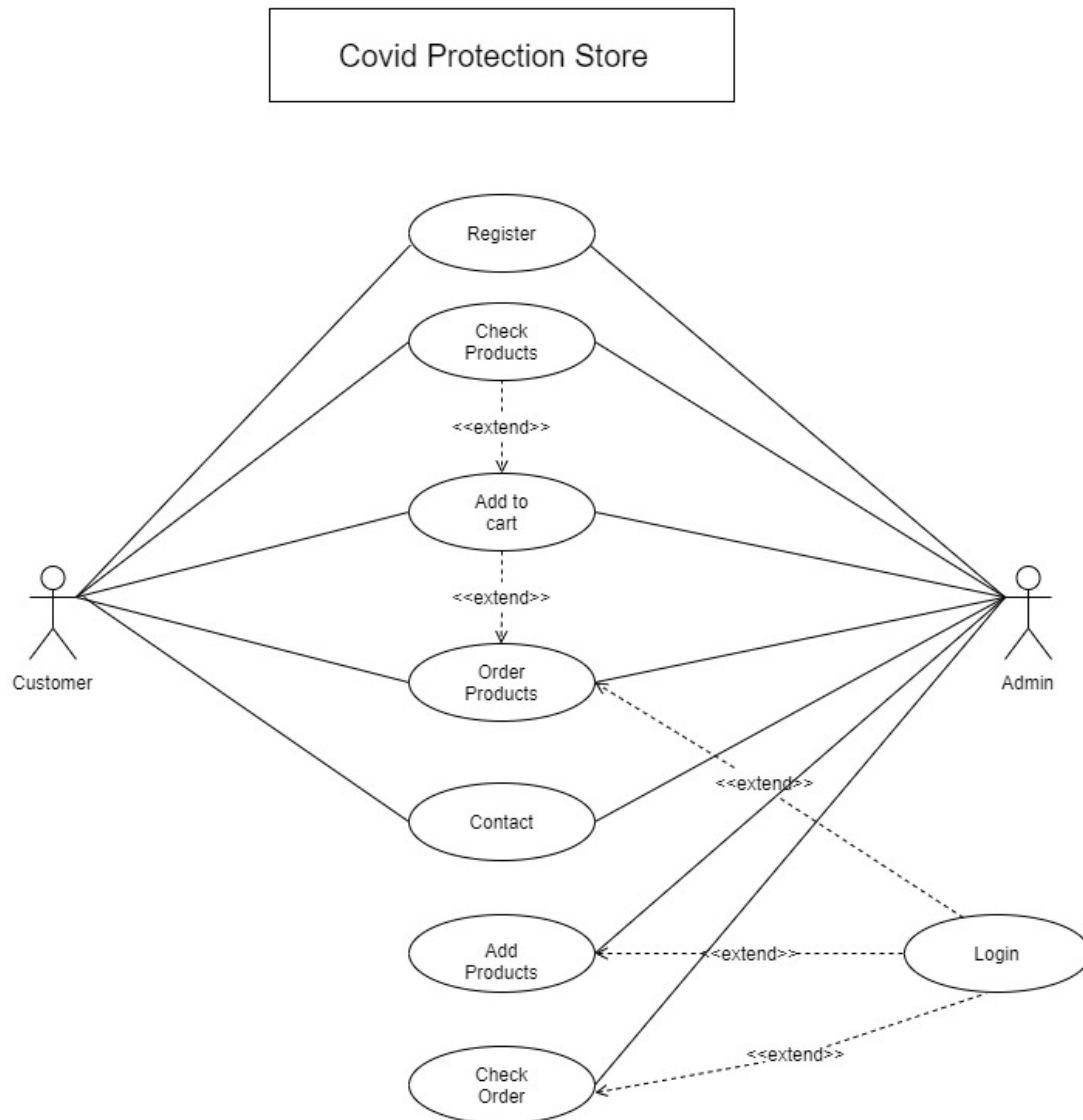 Covid Protection Store
Register
Check
Products
<<extend>>
Add to
cart
<<extend>>
Customer
Order
Products
Admin
<<extend>>
Contact
Add
Products
<<extend>>
Login
<<extend>>
Check
Order